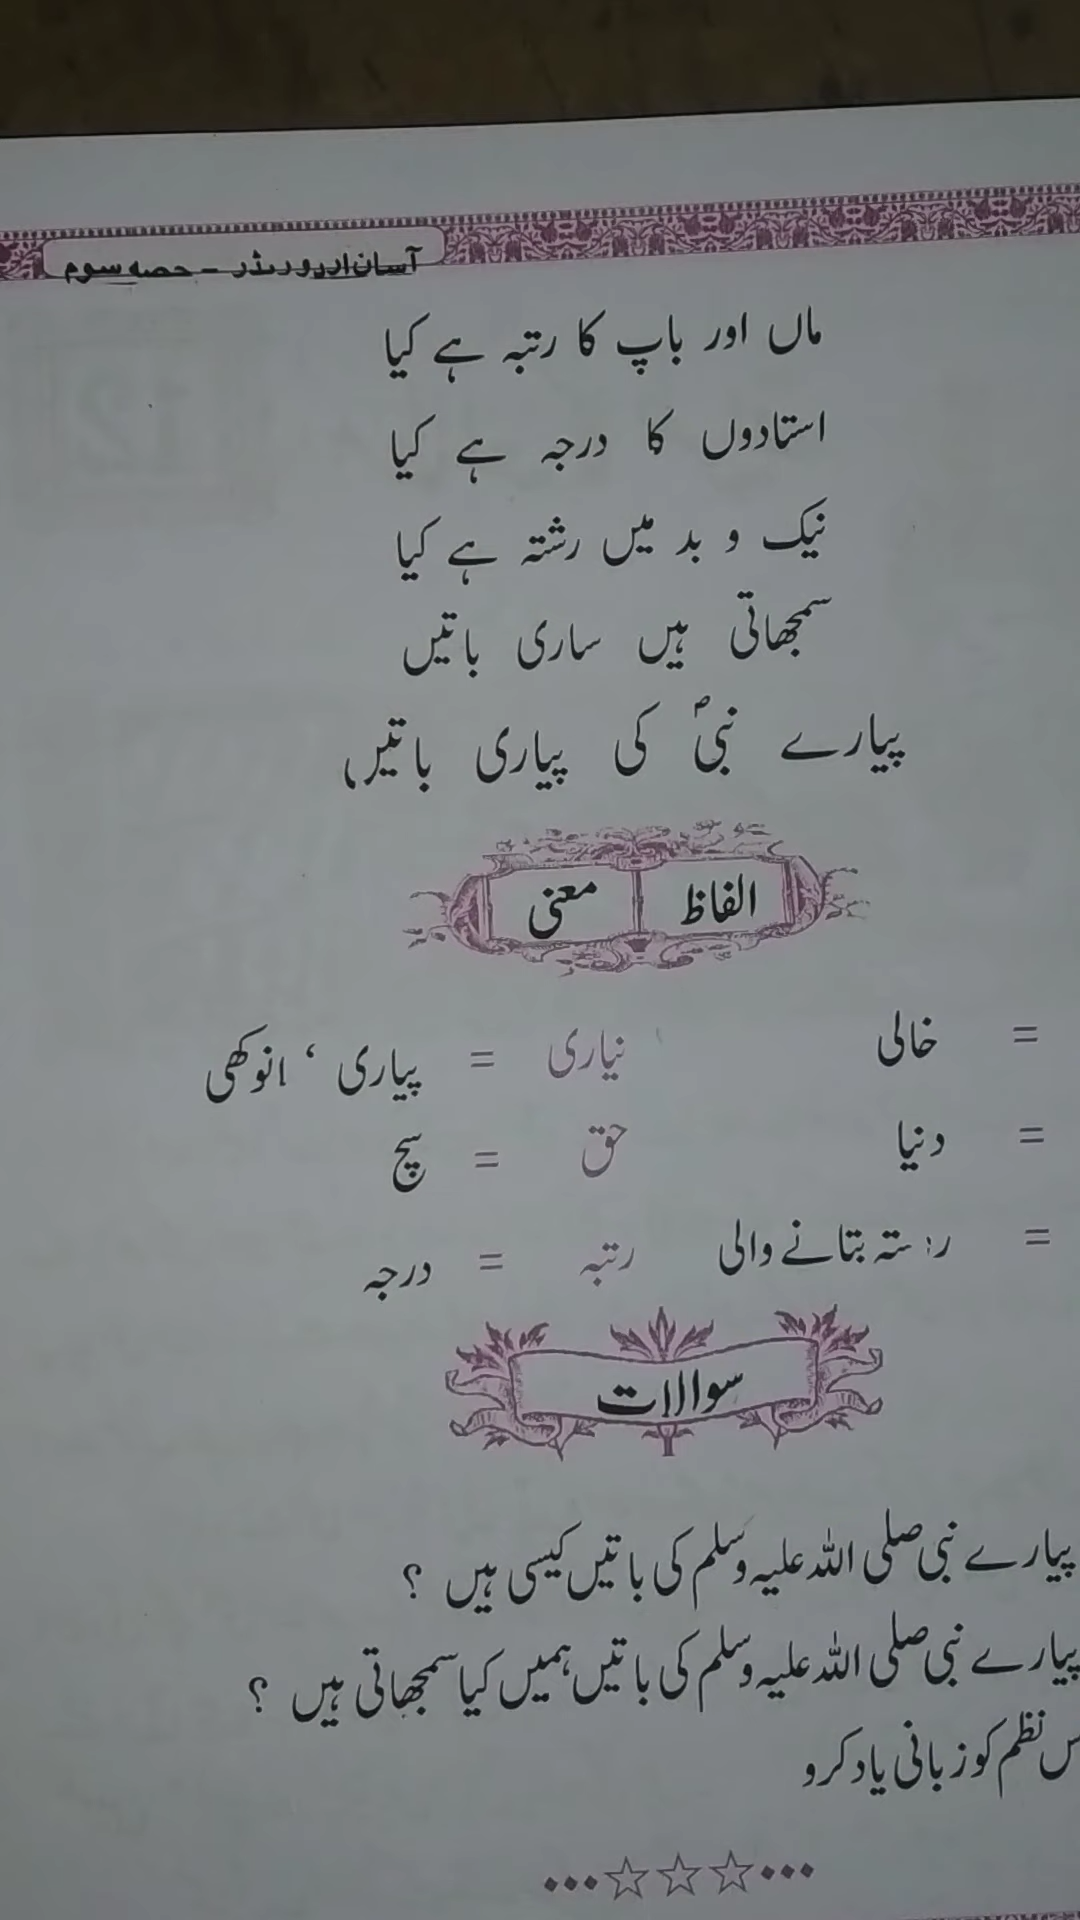 آسان اردو ریڈر - حصہ سوم
ماں اور باپ کا رتبہ ہے کیا
استادوں کا درجہ ہے کیا
نیک و بد میں رشتہ ہے کیا
سمجھاتی ہیں ساری باتیں
پیارے نبیؐ کی پیاری باتیں
الفاظ معنی
= خالی نیاری = پیاری ، انوکھی
= دنیا حق = سچ
= رستہ بتانے والی رتبہ = درجہ
سوالات
پیارے نبی صلی اللہ علیہ وسلم کی باتیں کیسی ہیں ؟
پیارے نبی صلی اللہ علیہ وسلم کی باتیں ہمیں کیا سمجھاتی ہیں ؟
نظم کو زبانی یاد کرو